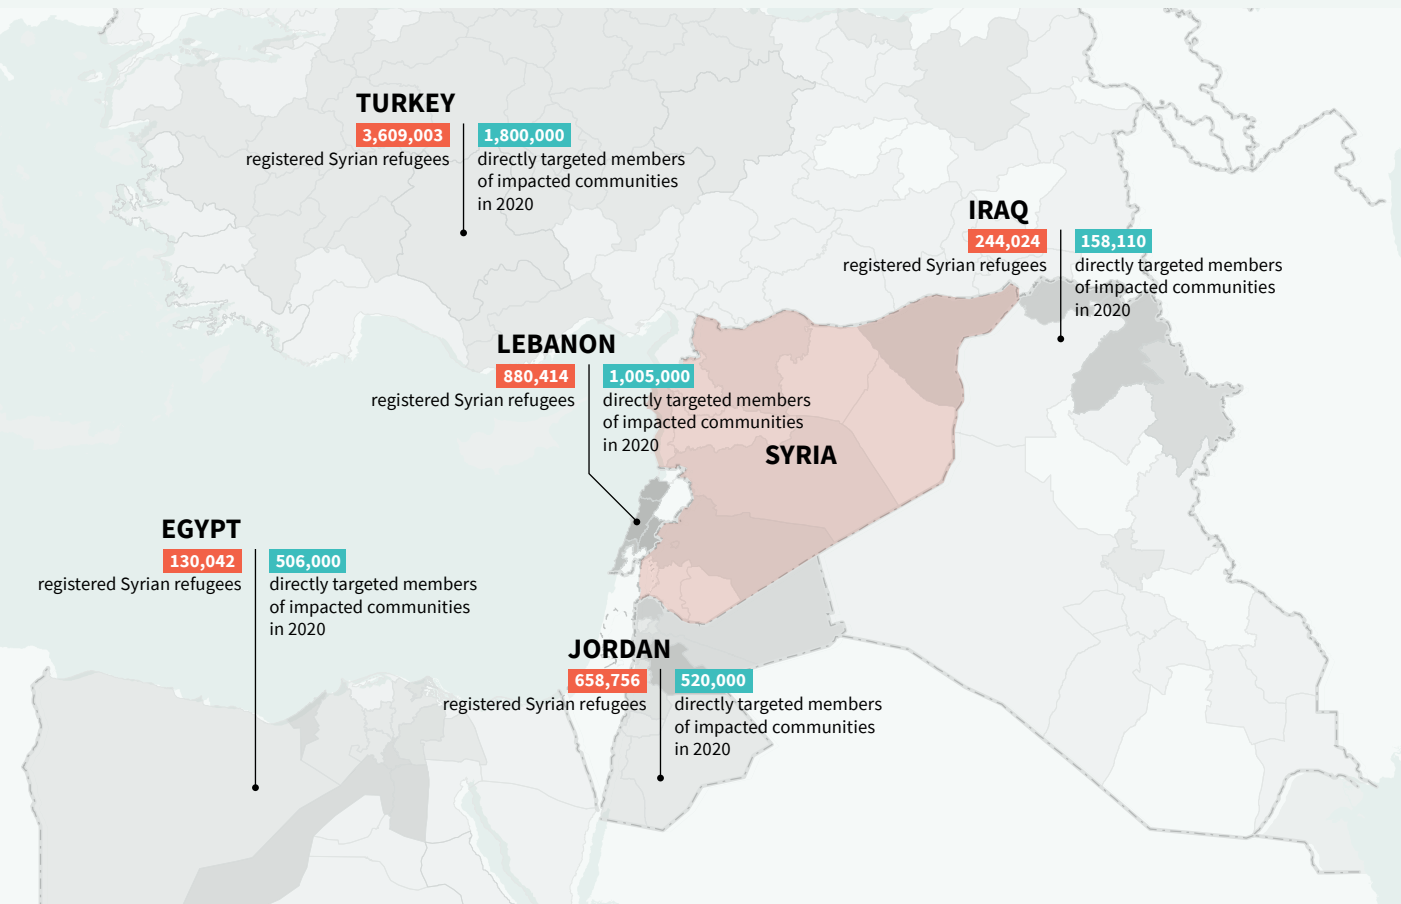 TURKEY
3,609,003
registered Syrian refugees
1,800,000
directly targeted members
of impacted communities
in 2020
IRAQ
244,024
registered Syrian refugees
158,110
directly targeted members
of impacted communities
in 2020
LEBANON
880,414
registered Syrian refugees
1,005,000
directly targeted members
of impacted communities
in 2020
SYRIA
EGYPT
130,042
registered Syrian refugees
506,000
directly targeted members
of impacted communities
in 2020
JORDAN
658,756
registered Syrian refugees
520,000
directly targeted members
of impacted communities
in 2020